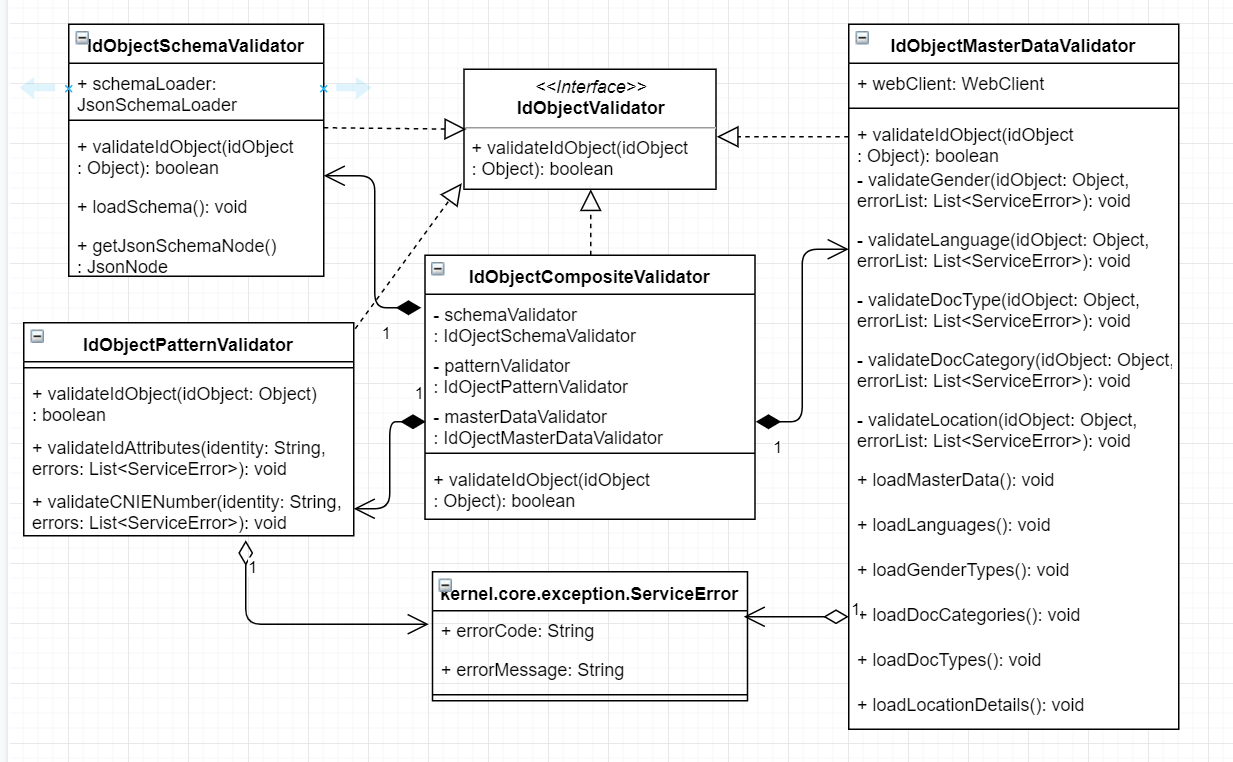 IdObjectSchemaValidator
+ schemaLoader:
JsonSchemaLoader
+ validateIdObject(idObject
: Object): boolean
+ loadSchema(): void
+ getJsonSchemaNode()
: JsonNode
<<Interface>>
IdObjectValidator
+ validateIdObject(idObject
: Object): boolean
IdObjectMasterDataValidator
+ webClient: WebClient
+ validateIdObject(idObject
: Object): boolean
- validateGender(idObject: Object,
errorList: List<ServiceError>): void
- validateLanguage(idObject: Object,
errorList: List<ServiceError>): void
- validateDocType(idObject: Object,
errorList: List<ServiceError>): void
- validateDocCategory(idObject: Object,
errorList: List<ServiceError>): void
- validateLocation(idObject: Object,
errorList: List<ServiceError>): void
+ loadMasterData(): void
+ loadLanguages(): void
+ loadGenderTypes(): void
+ loadDocCategories(): void
+ loadDocTypes(): void
+ loadLocationDetails(): void
IdObjectCompositeValidator
- schemaValidator
: IdOjectSchemaValidator
- patternValidator
: IdOjectPatternValidator
- masterDataValidator
: IdOjectMasterDataValidator
+ validateIdObject(idObject
: Object): boolean
1
1
1
IdObjectPatternValidator
+ validateIdObject(idObject: Object)
: boolean
+ validateIdAttributes(identity: String,
errors: List<ServiceError>): void
+ validateCNIENumber(identity: String,
errors: List<ServiceError>): void
1
kernel.core.exception.ServiceError
+ errorCode: String
+ errorMessage: String
1